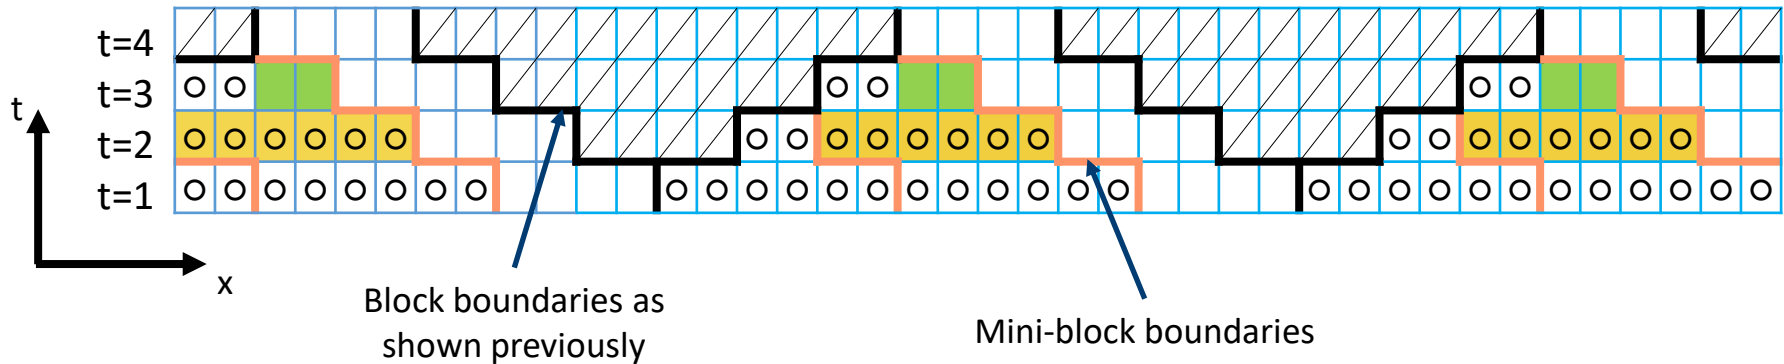 t=4
t=3
t
t=2
t=1
x
Block boundaries as
shown previously
Mini-block boundaries